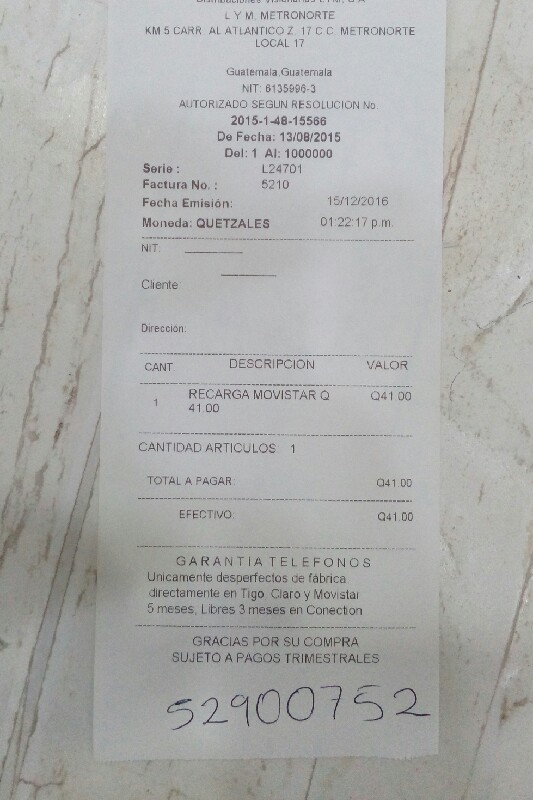 L Y M. METRONORTE
KM 5 CARR. AL ATLANTICO Z. 17 C.C. METRONORTE
LOCAL 17
Guatemala,Guatemala
NIT: 6135996-3
AUTORIZADO SEGUN RESOLUCION No
2015-1-48-15566
De Fecha: 13/08/2015
Del: 1 Al: 1000000
Serie : L24701
Factura No. : 5210
Fecha Emisión: 15/12/2016
Moneda: QUETZALES 01:22:17 p.m.
NIT:
Cliente
Dirección:
CANT DESCRIPCION VALOR
1 RECARGA MOVISTAR Q Q41.00
41.00
CANTIDAD ARTICULOS 1
TOTAL A PAGAR: Q41.00
EFECTIVO: Q41.00
GARANTIA TELEFONOS
Unicamente desperfectos de fábrica
directamente en Tigo, Claro y Movistar
5 meses, Libres 3 meses en Conection
GRACIAS POR SU COMPRA
SUJETO A PAGOS TRIMESTRALES
52900752